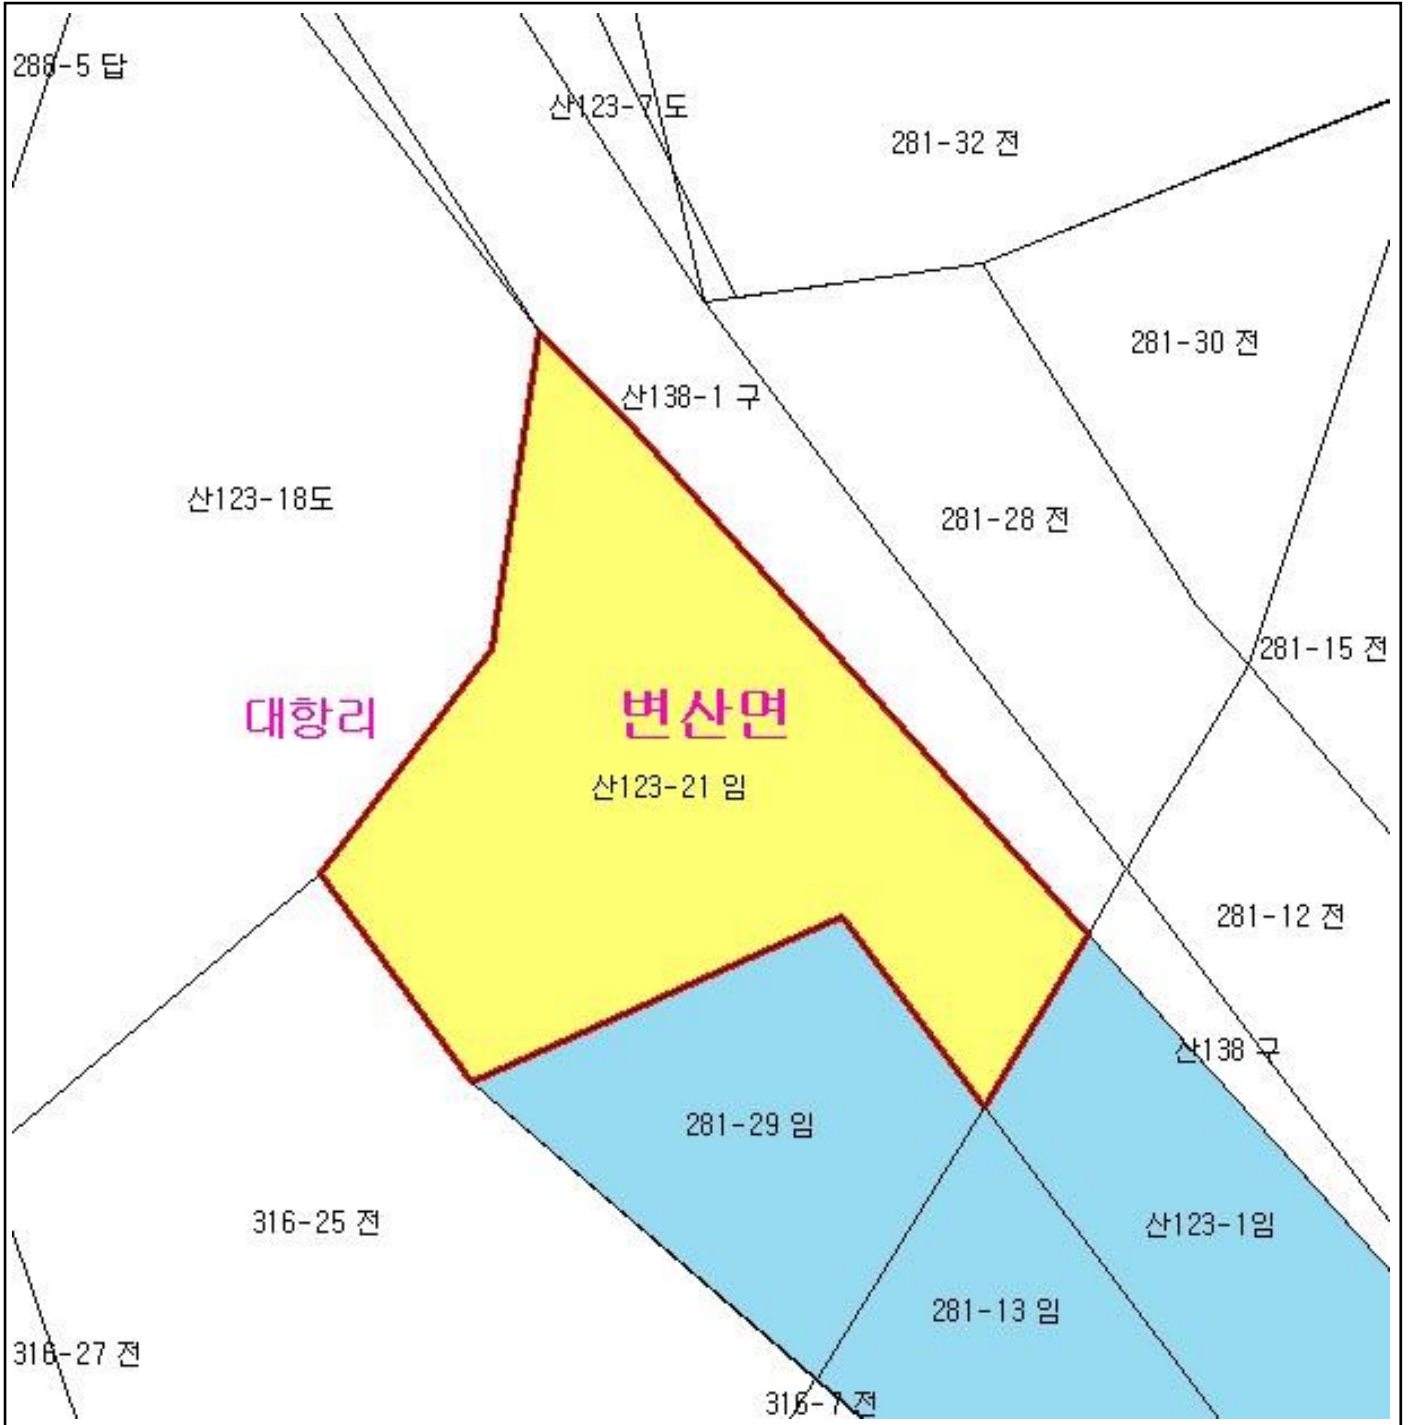 288-5 답
산123-7 도
281-32 전
281-30 전
산138-1 구
산123-18도
281-28 전
281-15 전
대항리
변산면
산123-21 임
281-12 전
산138 구
281-29 임
316-25 전
산123-1임
281-13 임
316-27 전
316-7 전